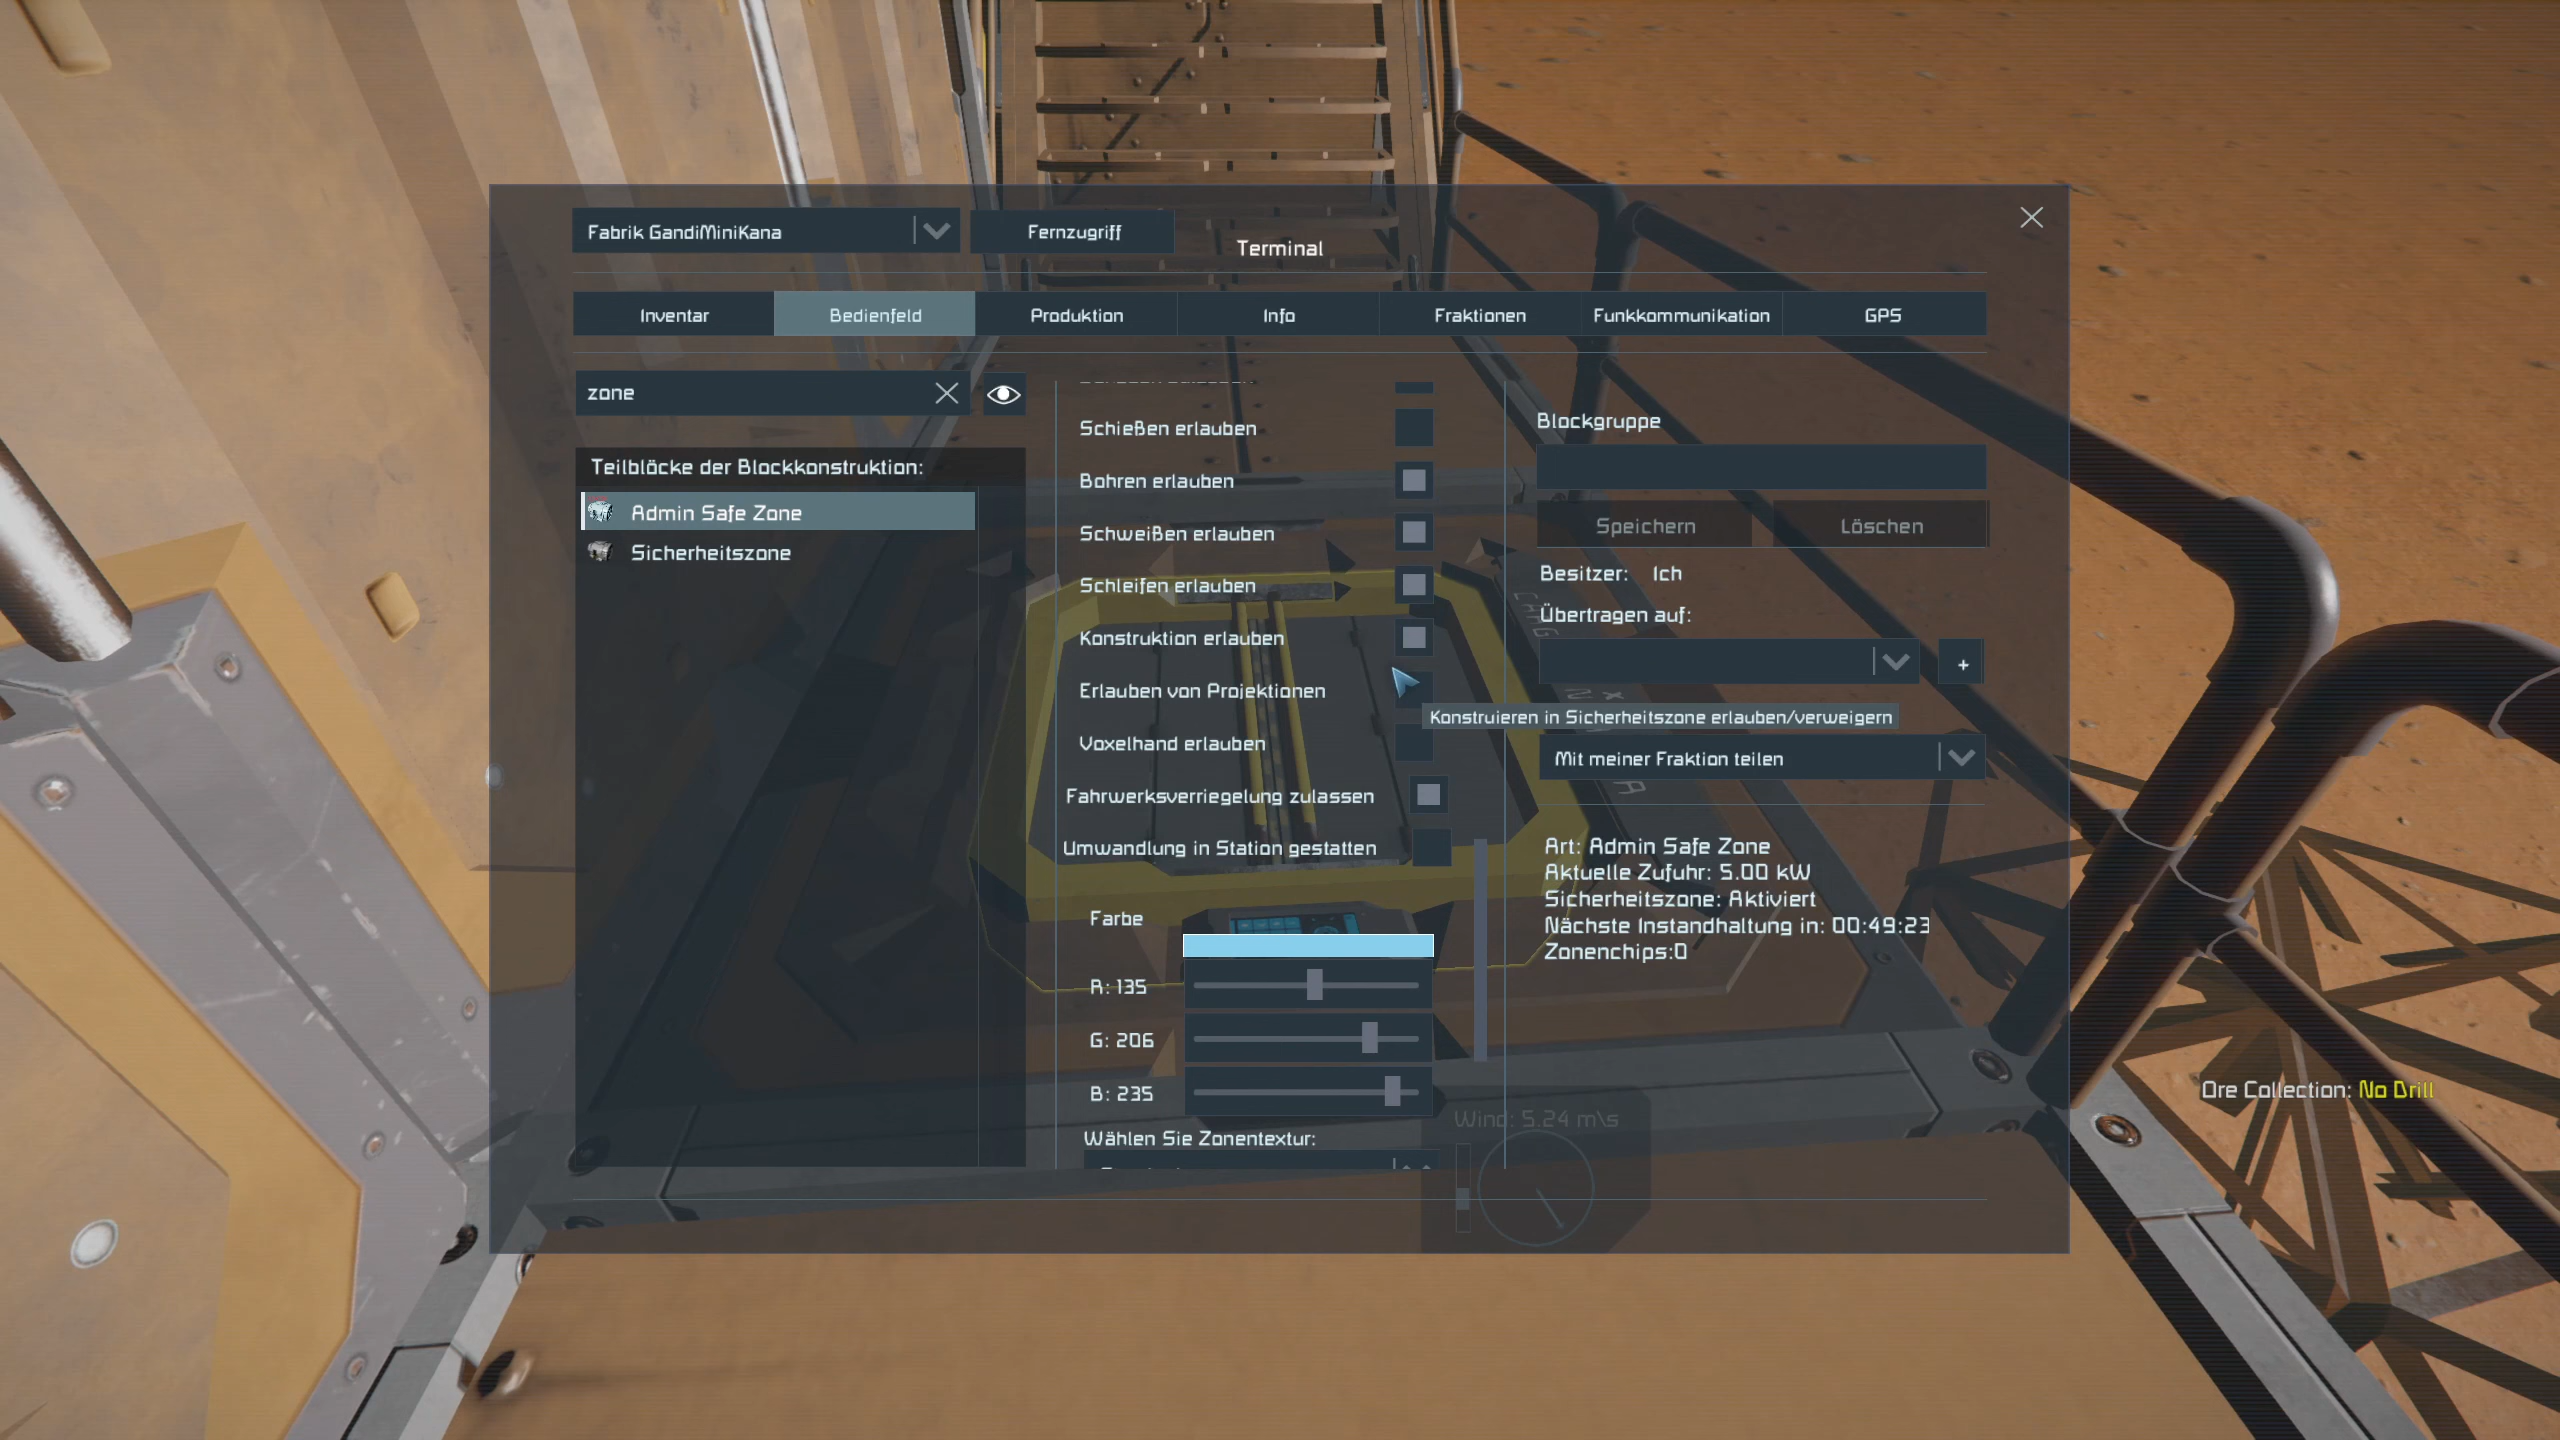 Fabrik GandiMiniKana
Fernzugriff
Terminal
Inventar
Bedienfeld
Produktion
Info
Fraktionen
Funkkommunikation
GPS
zone
Teilblöcke der Blockkonstruktion:
Admin Safe Zone
Sicherheitszone
Schießen erlauben
Bohren erlauben
Schweißen erlauben
Schleifen erlauben
Konstruktion erlauben
Erlauben von Projektionen
Voxelhand erlauben
Fahrwerksverriegelung zulassen
Umwandlung in Station gestatten
Farbe
R: 135
G: 206
B: 235
Wählen Sie Zonentextur:
Blockgruppe
Speichern
Löschen
Besitzer: Ich
Übertragen auf:
+
Konstruieren in Sicherheitszone erlauben/verweigern
Mit meiner Fraktion teilen
Art: Admin Safe Zone
Aktuelle Zufuhr: 5.00 kW
Sicherheitszone: Aktiviert
Nächste Instandhaltung in: 00:49:23
Zonenchips:0
Ore Collection: No Drill
Wind: 5.24 m\s